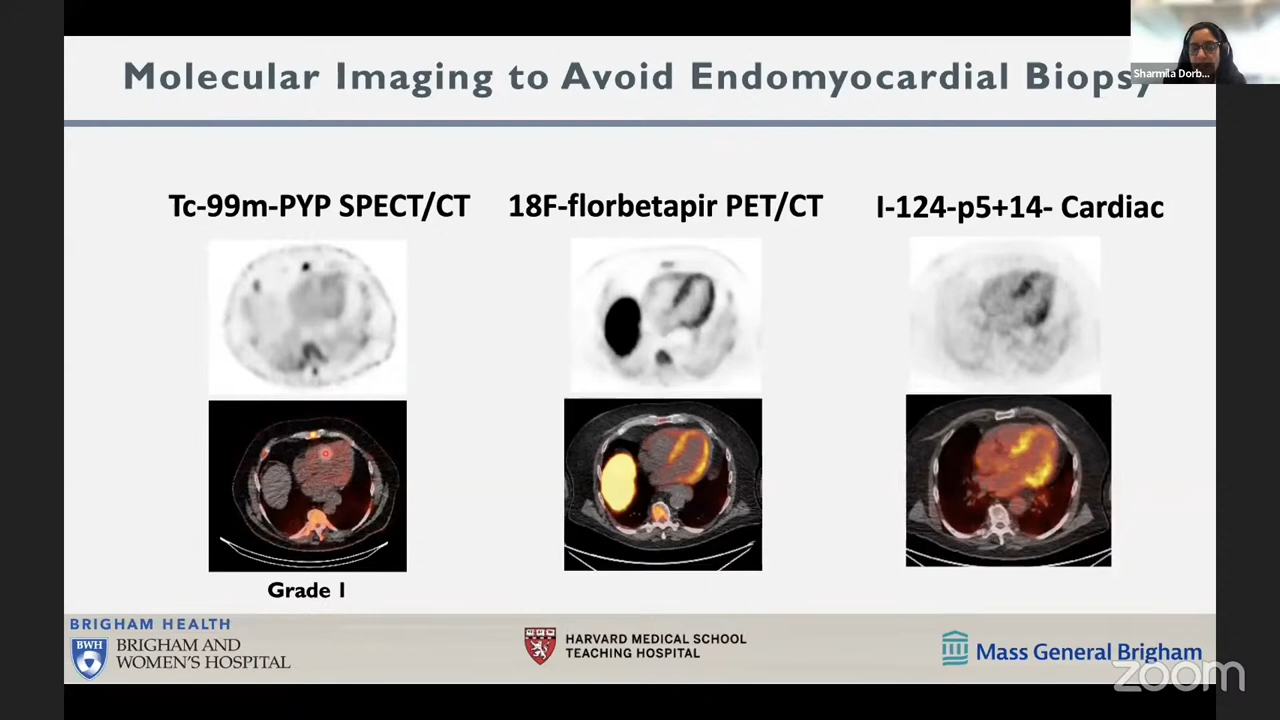 Molecular Imaging to Avoid Endomyocardial Biopsy
Sharmila Dorb...
Tc-99m-PYP SPECT/CT
18F-florbetapir PET/CT
I-124-p5+14- Cardiac
Grade 1
BRIGHAM HEALTH
BWH
BRIGHAM AND
WOMEN'S HOSPITAL
HARVARD MEDICAL SCHOOL
TEACHING HOSPITAL
Mass General Brigham
zoom